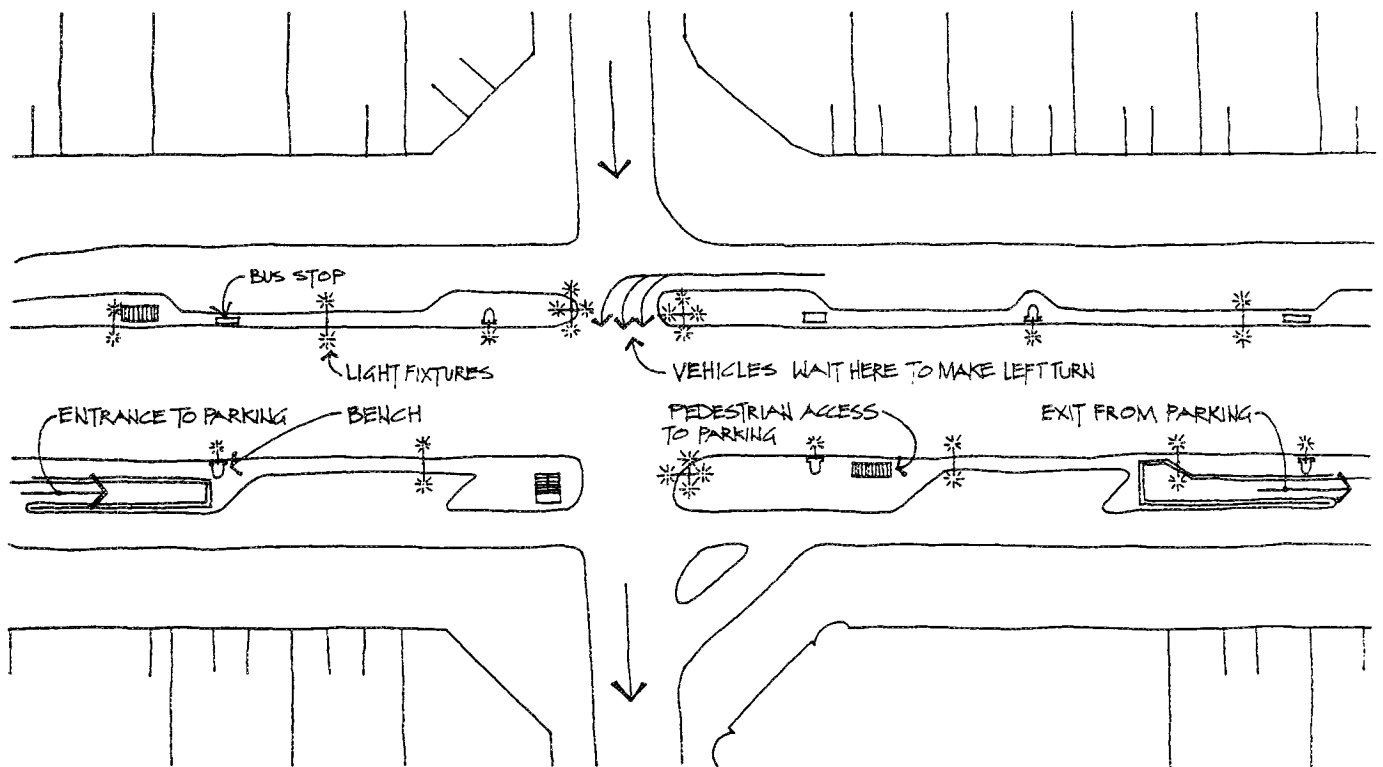 BUS STOP
LIGHT FIXTURES
VEHICLES WAIT HERE TO MAKE LEFT TURN
ENTRANCE TO PARKING
BENCH
PEDESTRIAN ACCESS
TO PARKING
EXIT FROM PARKING